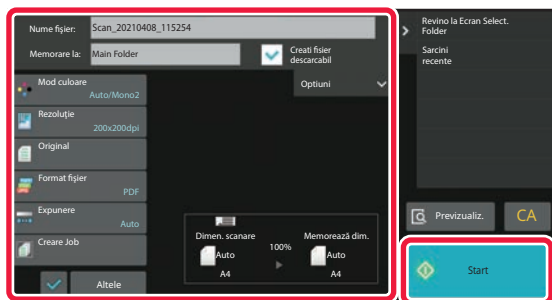 Nume fişier:
Scan_20210408_115254
Memorare la:
Main Folder
Creati fisier
descarcabil
Mod culoare
Auto/Mono2
Rezoluţie
200x200dpi
Original
Format fişier
PDF
Expunere
Auto
Creare Job
Altele
Optiuni
Dimen. scanare
Auto
A4
100%
Memorează dim.
Auto
A4
Revino la Ecran Select.
Folder
Sarcini
recente
Previzualiz.
CA
Start